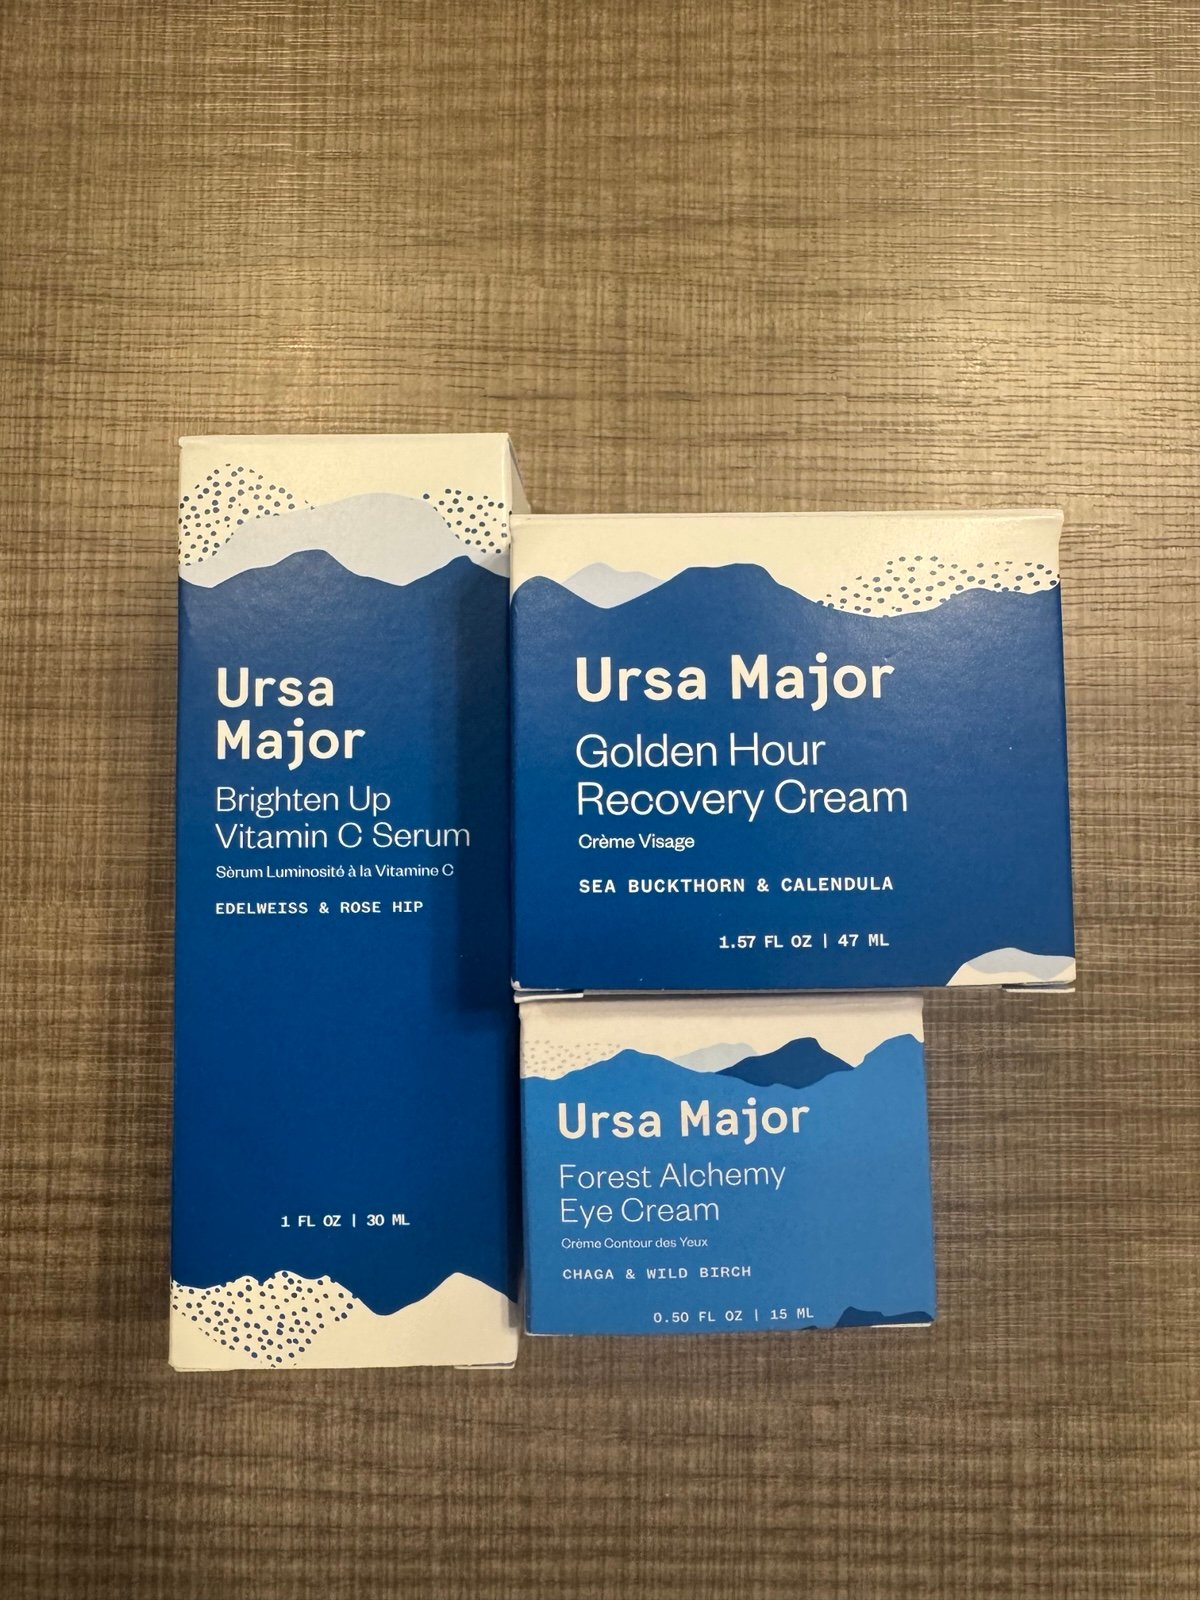 Ursa
Major
Brighten Up
Vitamin C Serum
Sèrum Luminosité à la Vitamine C
EDELWEISS & ROSE HIP
1 FL OZ | 30 ML
Ursa Major
Golden Hour
Recovery Cream
Crème Visage
SEA BUCKTHORN & CALENDULA
1.57 FL OZ | 47 ML
Ursa Major
Forest Alchemy
Eye Cream
Crème Contour des Yeux
CHAGA & WILD BIRCH
0.50 FL OZ | 15 ML